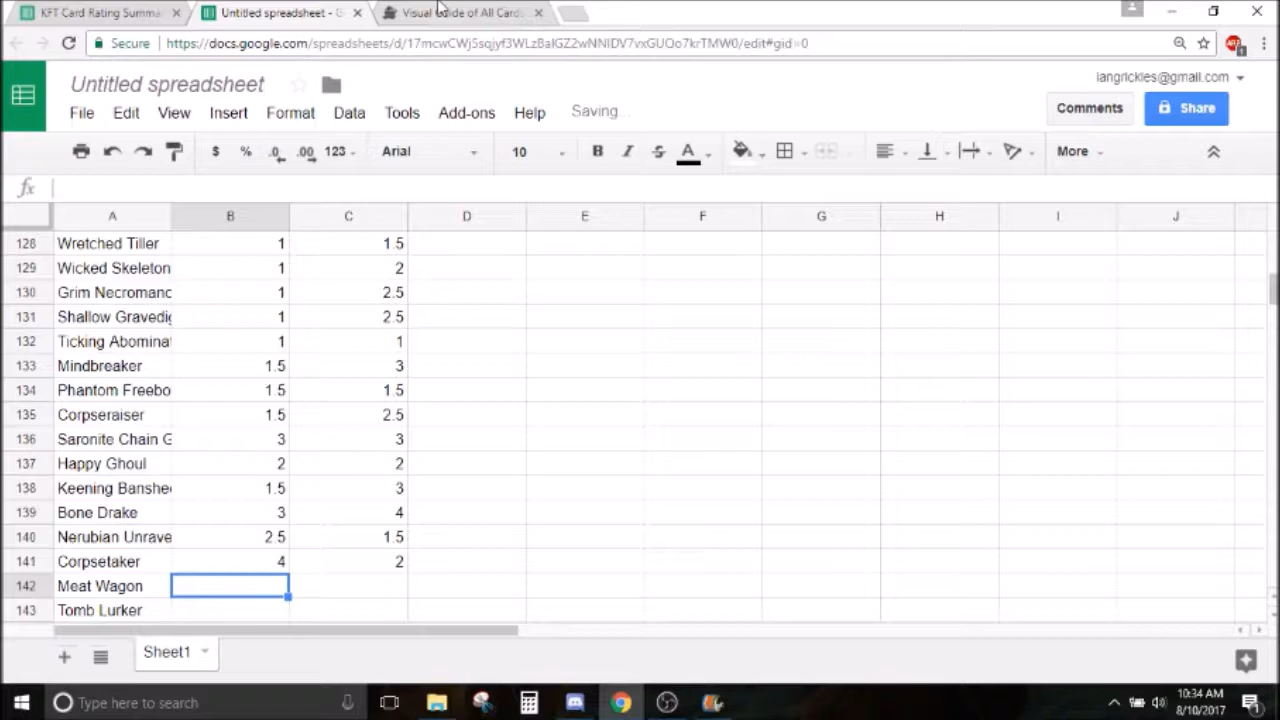 KFT Card Rating Summa
Untitled spreadsheet - G
Visual Guide of All Cards
Secure https://docs.google.com/spreadsheets/d/17mcwCWj5sqjyf3WLzBalGZ2wNNIDV7vxGUOo7krTMW0/edit#gid=0
Untitled spreadsheet
iangrickles@gmail.com
File Edit View Insert Format Data Tools Add-ons Help Saving...
Comments Share
$ % .0 .00 123 Arial 10 B I S A More
fx
A B C D E F G H I J
128 Wretched Tiller 1 1.5
129 Wicked Skeleton 1 2
130 Grim Necromanc 1 2.5
131 Shallow Gravedig 1 2.5
132 Ticking Abominat 1 1
133 Mindbreaker 1.5 3
134 Phantom Freebo 1.5 1.5
135 Corpseraiser 1.5 2.5
136 Saronite Chain G 3 3
137 Happy Ghoul 2 2
138 Keening Banshee 1.5 3
139 Bone Drake 3 4
140 Nerubian Unrave 2.5 1.5
141 Corpsetaker 4 2
142 Meat Wagon
143 Tomb Lurker
Sheet1
Type here to search
10:34 AM
8/10/2017